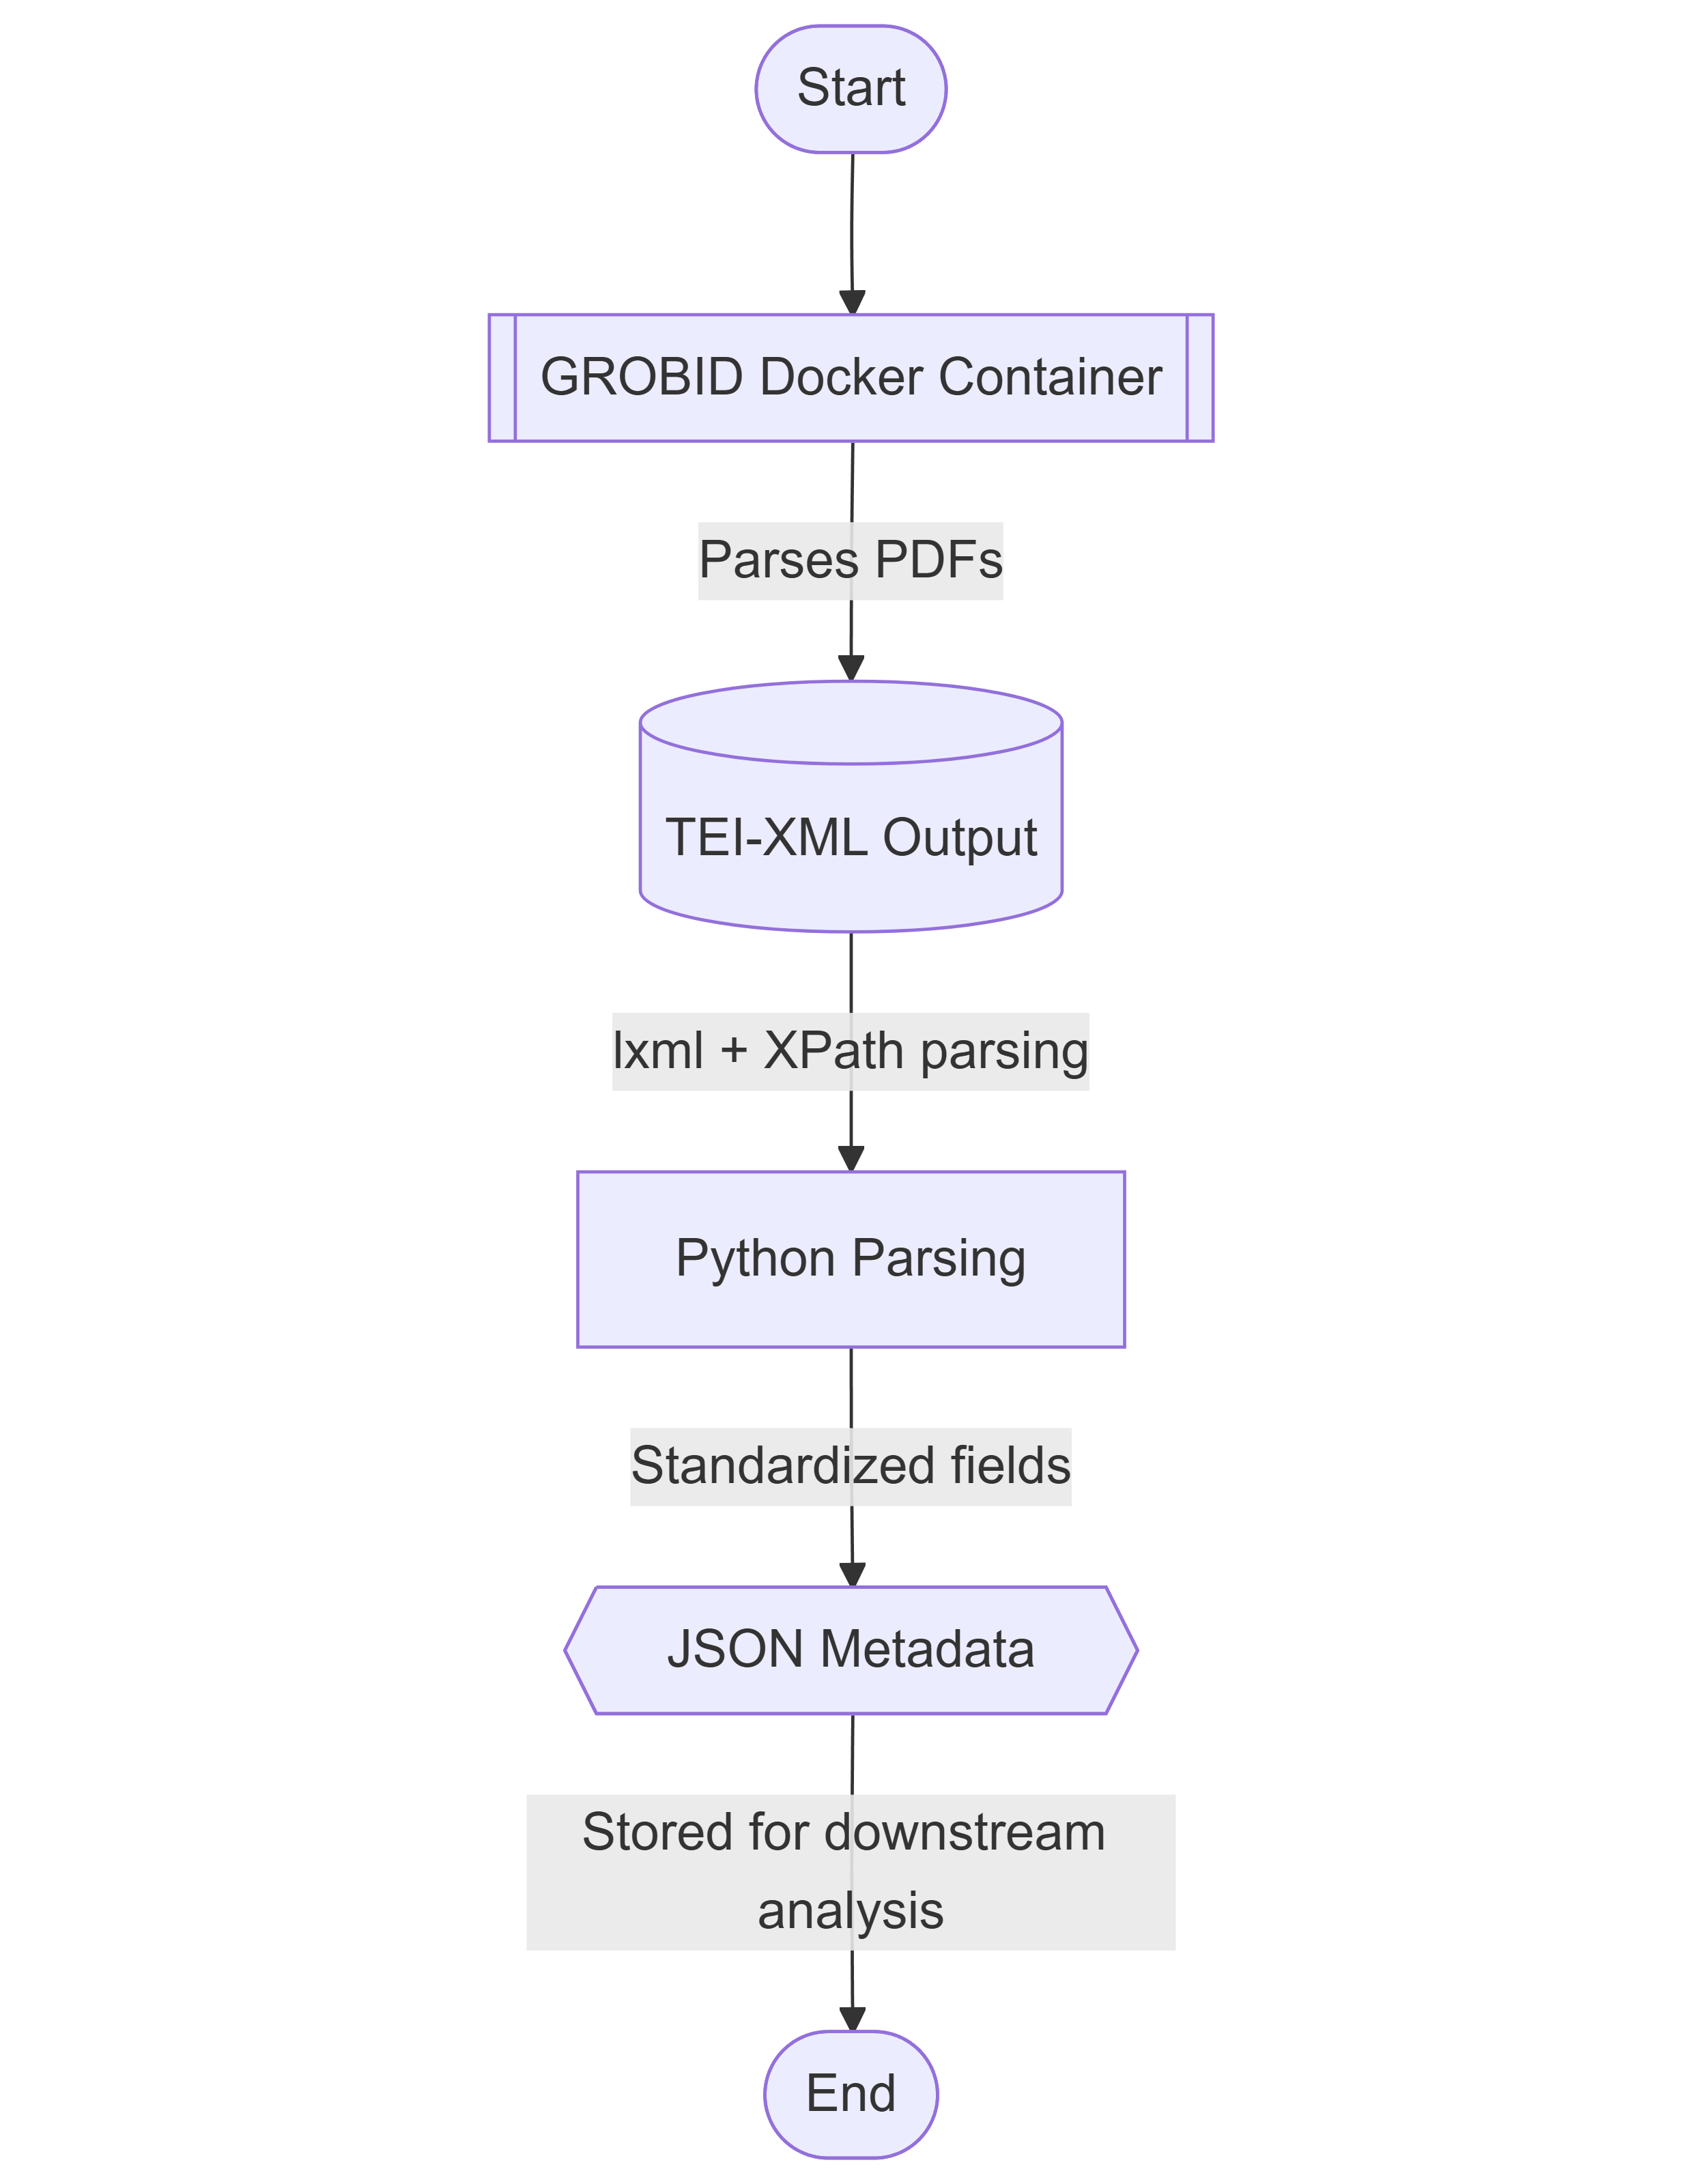 Start
GROBID Docker Container
Parses PDFs
TEI-XML Output
lxml + XPath parsing
Python Parsing
Standardized fields
JSON Metadata
Stored for downstream
analysis
End